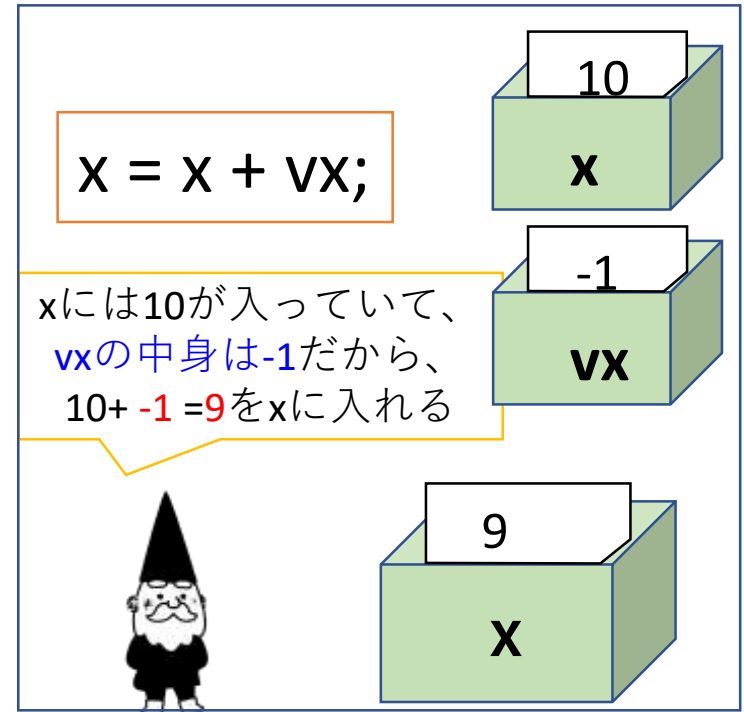 10
x = x + vx;
x
-1
xには10が入っていて、
vxの中身は-1だから、
10+ -1 =9をxに入れる
vx
9
x